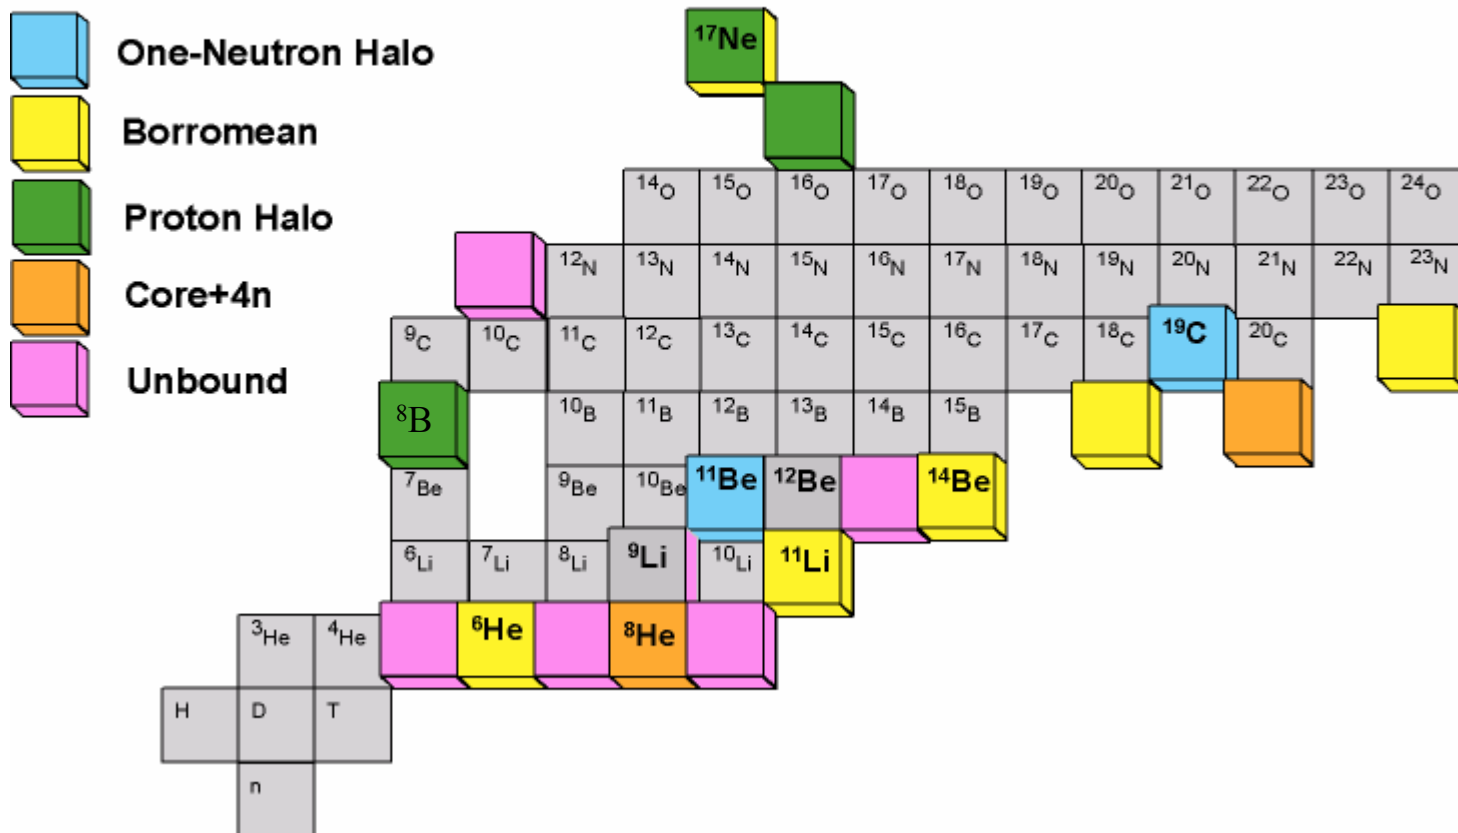 One-Neutron Halo
Borromean
Proton Halo
Core+4n
Unbound
¹⁷Ne
¹⁴O ¹⁵O ¹⁶O ¹⁷O ¹⁸O ¹⁹O ²⁰O ²¹O ²²O ²³O ²⁴O
¹²N ¹³N ¹⁴N ¹⁵N ¹⁶N ¹⁷N ¹⁸N ¹⁹N ²⁰N ²¹N ²²N ²³N
⁹C ¹⁰C ¹¹C ¹²C ¹³C ¹⁴C ¹⁵C ¹⁶C ¹⁷C ¹⁸C ¹⁹C ²⁰C
⁸B ¹⁰B ¹¹B ¹²B ¹³B ¹⁴B ¹⁵B
⁷Be ⁹Be ¹⁰Be ¹¹Be ¹²Be ¹⁴Be
⁶Li ⁷Li ⁸Li ⁹Li ¹⁰Li ¹¹Li
³He ⁴He ⁶He ⁸He
H D T
n